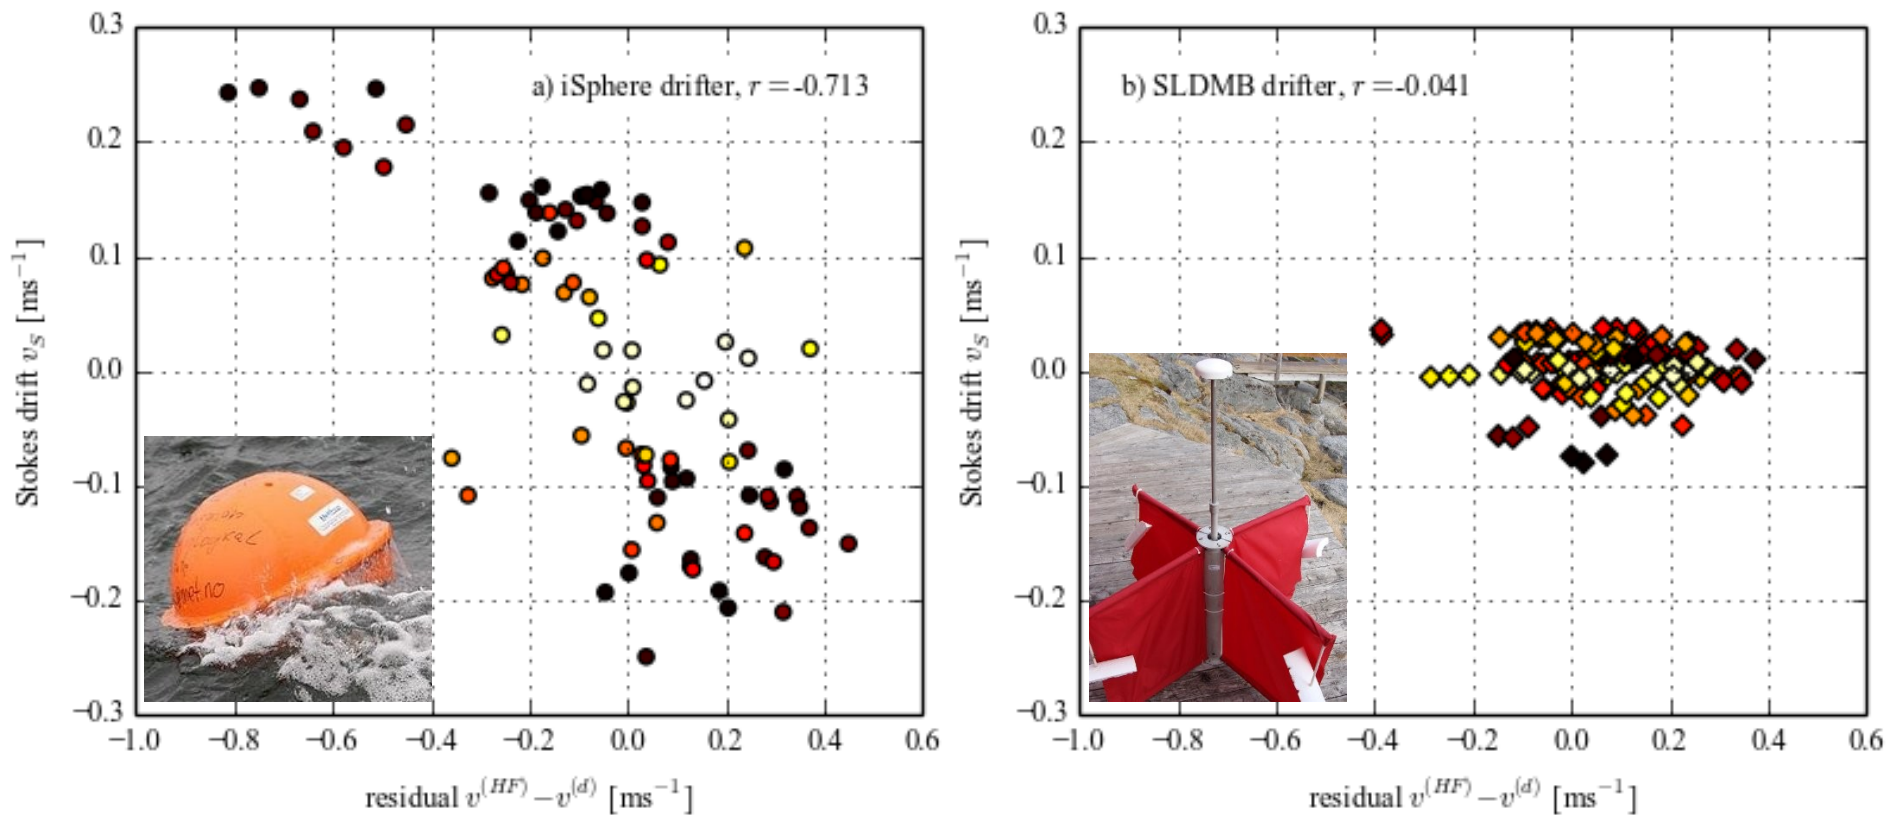 a) iSphere drifter, r = -0.713
0.3
0.2
0.1
0.0
−0.1
−0.2
−0.3
Stokes drift vS [ms−1]
−1.0 −0.8 −0.6 −0.4 −0.2 0.0 0.2 0.4 0.6
residual v(HF) − v(d) [ms−1]
met.no
b) SLDMB drifter, r = -0.041
0.3
0.2
0.1
0.0
−0.1
−0.2
−0.3
Stokes drift vS [ms−1]
−1.0 −0.8 −0.6 −0.4 −0.2 0.0 0.2 0.4 0.6
residual v(HF) − v(d) [ms−1]